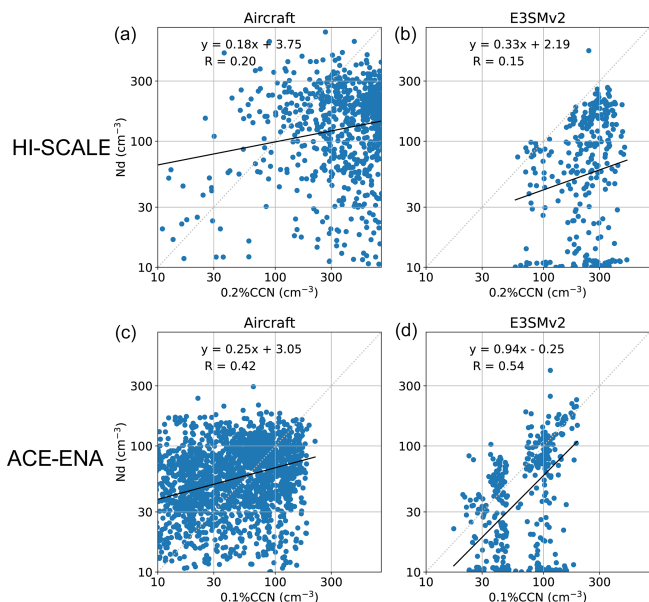 Aircraft
E3SMv2
(a)
y = 0.18x + 3.75
R = 0.20
(b)
y = 0.33x + 2.19
R = 0.15
HI-SCALE
Nd (cm⁻³)
300
100
30
10
10 30 100 300
0.2%CCN (cm⁻³)
300
100
30
10
10 30 100 300
0.2%CCN (cm⁻³)
Aircraft
E3SMv2
(c)
y = 0.25x + 3.05
R = 0.42
(d)
y = 0.94x - 0.25
R = 0.54
ACE-ENA
Nd (cm⁻³)
300
100
30
10
10 30 100 300
0.1%CCN (cm⁻³)
300
100
30
10
10 30 100 300
0.1%CCN (cm⁻³)